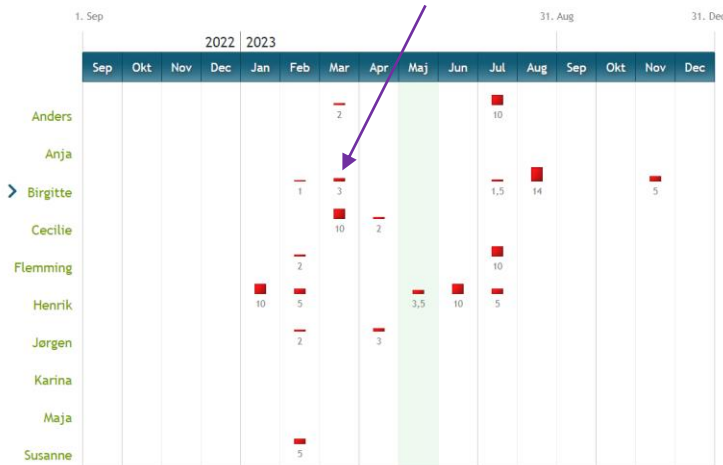 1. Sep 31. Aug 31. Dec
2022 2023
Sep Okt Nov Dec Jan Feb Mar Apr Maj Jun Jul Aug Sep Okt Nov Dec
Anders 2 10
Anja
Birgitte 1 3 1,5 14 5
Cecilie 10 2
Flemming 2 10
Henrik 10 5 3,5 10 5
Jørgen 2 3
Karina
Maja
Susanne 5